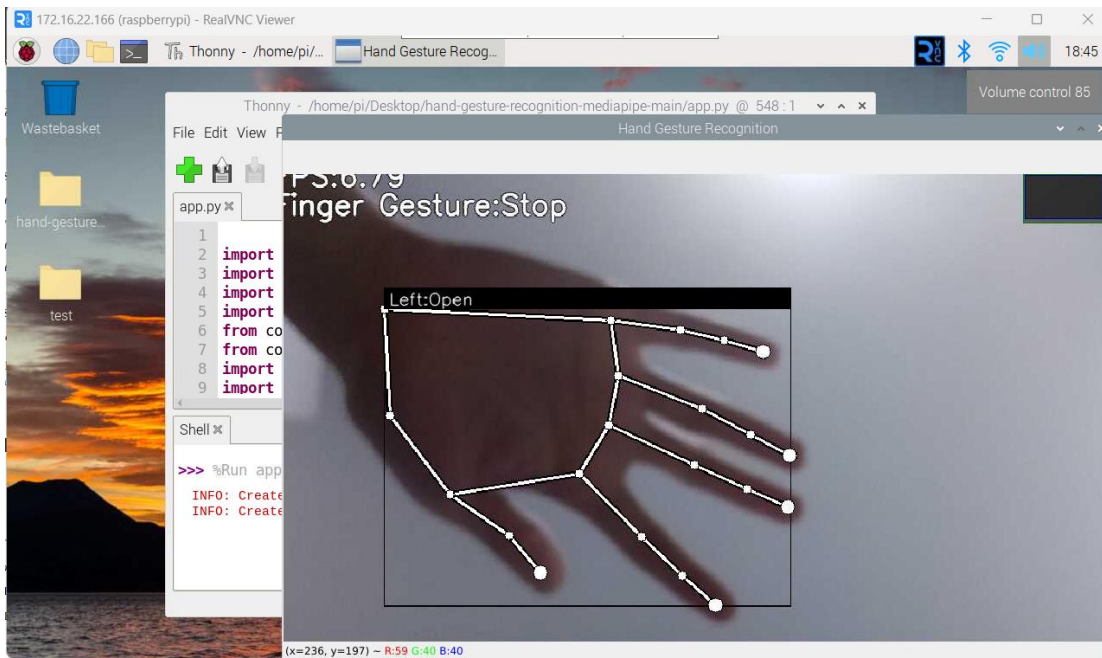 172.16.22.166 (raspberrypi) - RealVNC Viewer
Thonny - /home/pi/... Hand Gesture Recog... 18:45
Volume control 85
Wastebasket
hand-gesture...
test
Thonny - /home/pi/Desktop/hand-gesture-recognition-mediapipe-main/app.py @ 548 : 1
File Edit View F
Hand Gesture Recognition
app.py
1
2 import
3 import
4 import
5 import
6 from co
7 from co
8 import
9 import
Shell
>>> %Run app
INFO: Create
INFO: Create
FPS:6.79
Finger Gesture:Stop
Left:Open
(x=236, y=197) ~ R:59 G:40 B:40